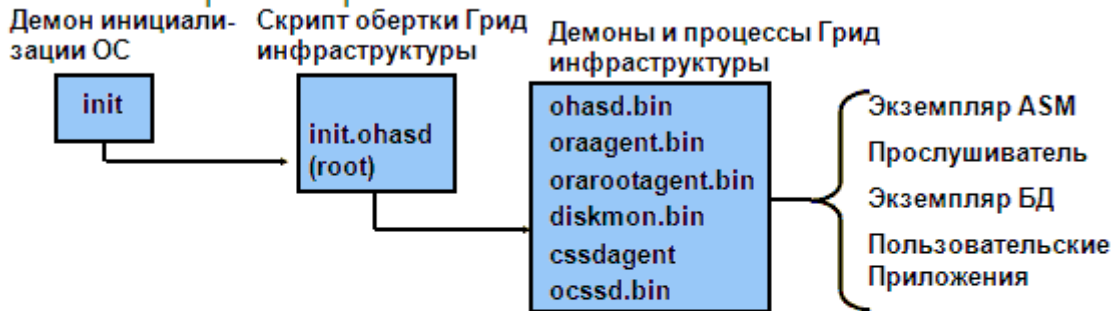 Демон инициали-
зации ОС
init
Скрипт обертки Грид
инфраструктуры
init.ohasd
(root)
Демоны и процессы Грид
инфраструктуры
ohasd.bin
oraagent.bin
orarootagent.bin
diskmon.bin
cssdagent
ocssd.bin
Экземпляр ASM
Прослушиватель
Экземпляр БД
Пользовательские
Приложения